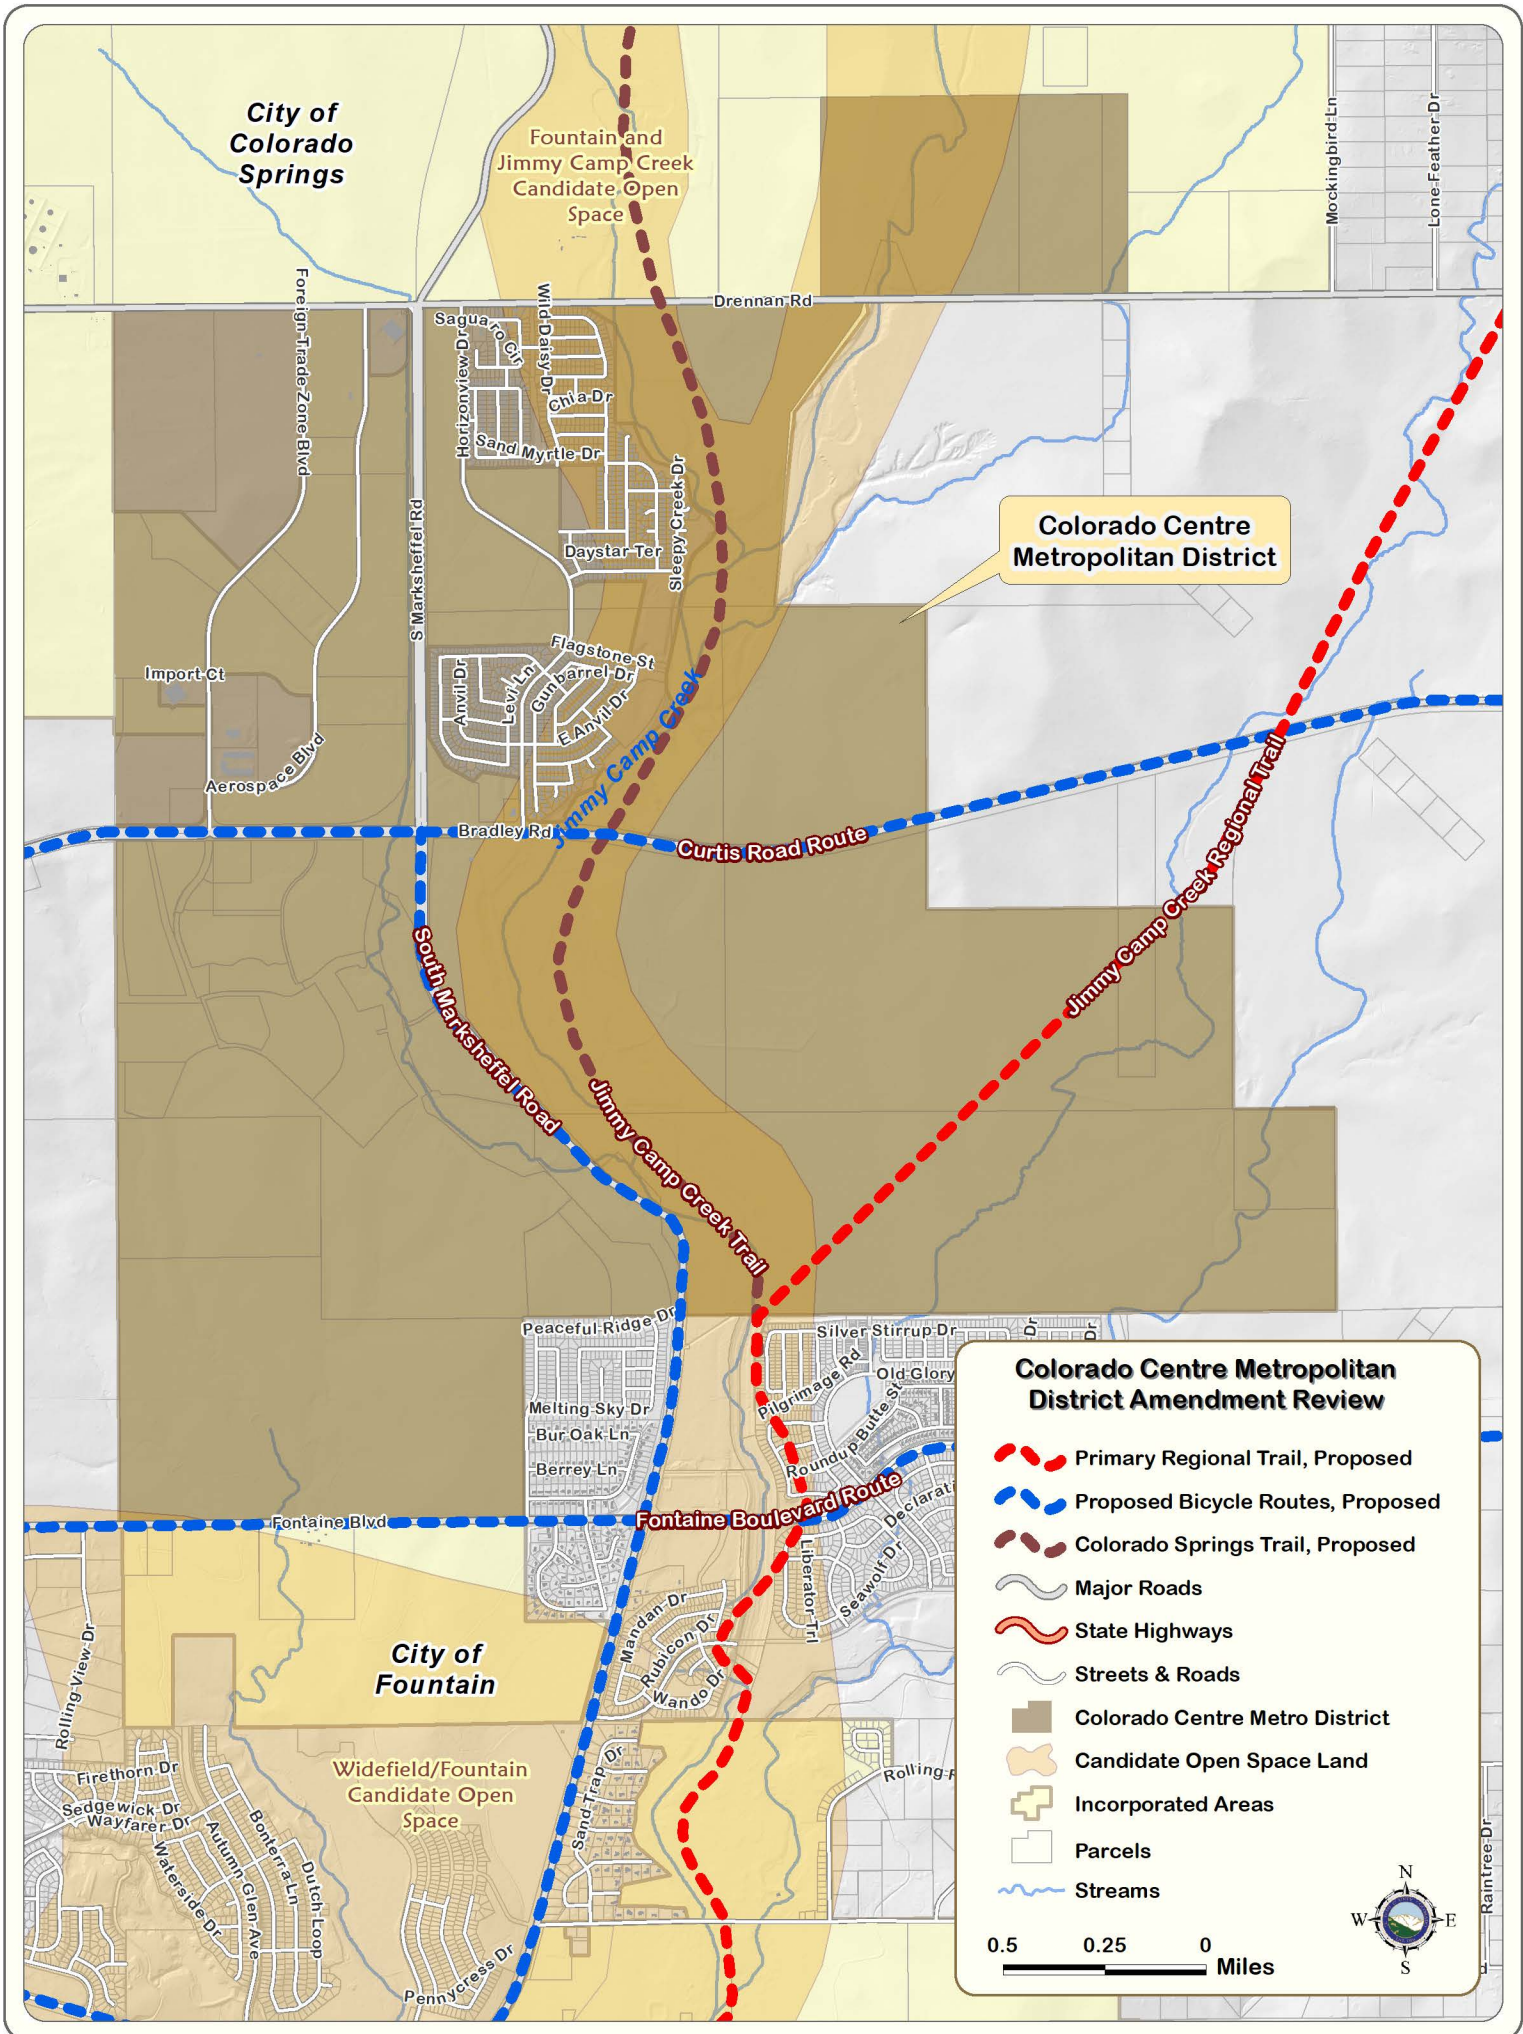 City of
Colorado
Springs
Fountain and
Jimmy Camp Creek
Candidate Open
Space
Mockingbird Ln
Lone Feather Dr
Drennan Rd
Foreign Trade Zone Blvd
Saguaro Cir
Wild Daisy Dr
Horizonview Dr
Chia Dr
Sand Myrtle Dr
Sleepy Creek Dr
S Marksheffel Rd
Daystar Ter
Colorado Centre
Metropolitan District
Flagstone St
Gunbarrel Dr
Import Ct
Anvil Dr
Levi Ln
E Anvil Dr
Jimmy Camp Creek
Aerospace Blvd
Bradley Rd
Curtis Road Route
Jimmy Camp Creek Regional Trail
South Marksheffel Road
Jimmy Camp Creek Trail
Peaceful Ridge Dr
Silver Stirrup Dr
Dr
Dr
Pilgrimage Rd
Old Glory
Melting Sky Dr
Bur Oak Ln
Roundup Butte St
Berrey Ln
Fontaine Blvd
Fontaine Boulevard Route
Declarati
Liberator Trl
Seawolf Dr
Mandan Dr
Rubicon Dr
Wando Dr
City of
Fountain
Rolling View Dr
Widefield/Fountain
Candidate Open
Space
Firethorn Dr
Sedgewick Dr
Wayfarer Dr
Waterside Dr
Autumn Glen Ave
Bonterra Ln
Dutch Loop
Sand Trap Dr
Pennycress Dr
Rolling
Raintree Dr
d
Colorado Centre Metropolitan
District Amendment Review
Primary Regional Trail, Proposed
Proposed Bicycle Routes, Proposed
Colorado Springs Trail, Proposed
Major Roads
State Highways
Streets & Roads
Colorado Centre Metro District
Candidate Open Space Land
Incorporated Areas
Parcels
Streams
N
W
E
S
0.5 0.25 0
Miles